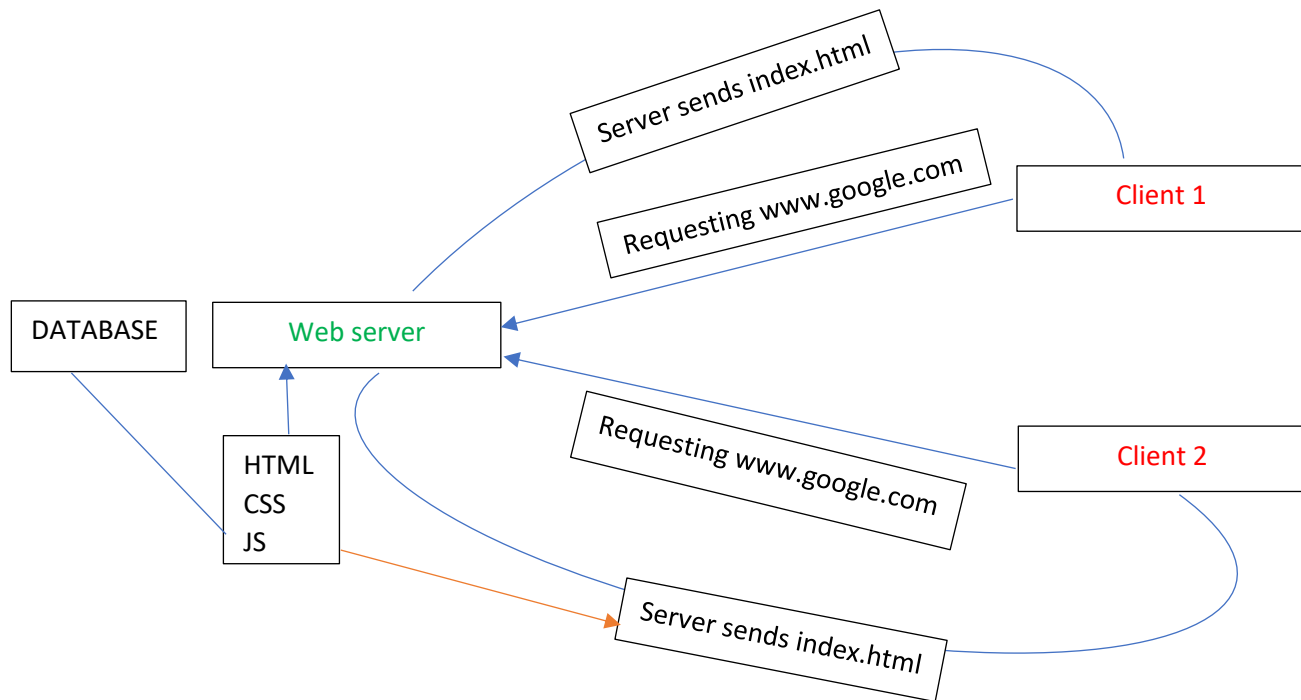 Server sends index.html
Requesting www.google.com
Client 1
DATABASE
Web server
Requesting www.google.com
Client 2
HTML
CSS
JS
Server sends index.html